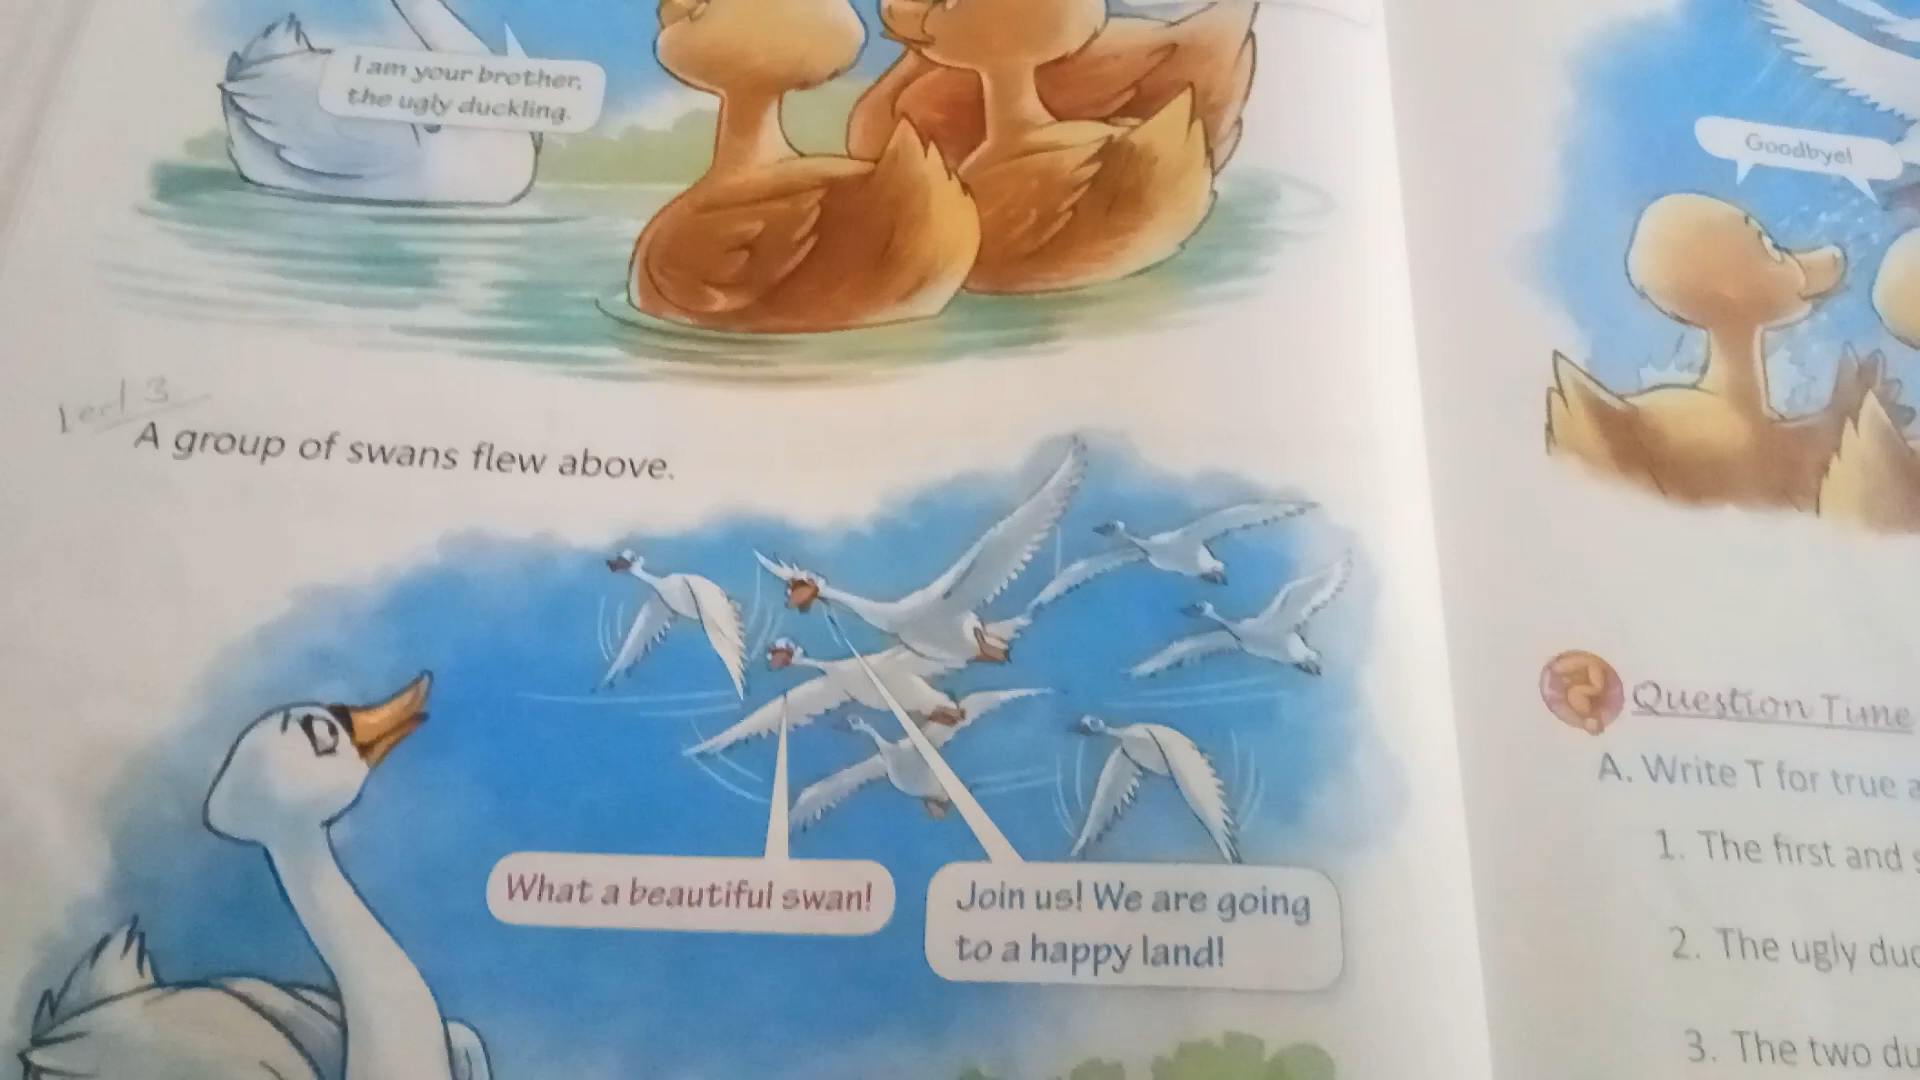 I am your brother,
the ugly duckling.
A group of swans flew above.
What a beautiful swan!
Join us! We are going
to a happy land!
Goodbye!
Question Time
A. Write T for true
1. The first and
2. The ugly
3. The two